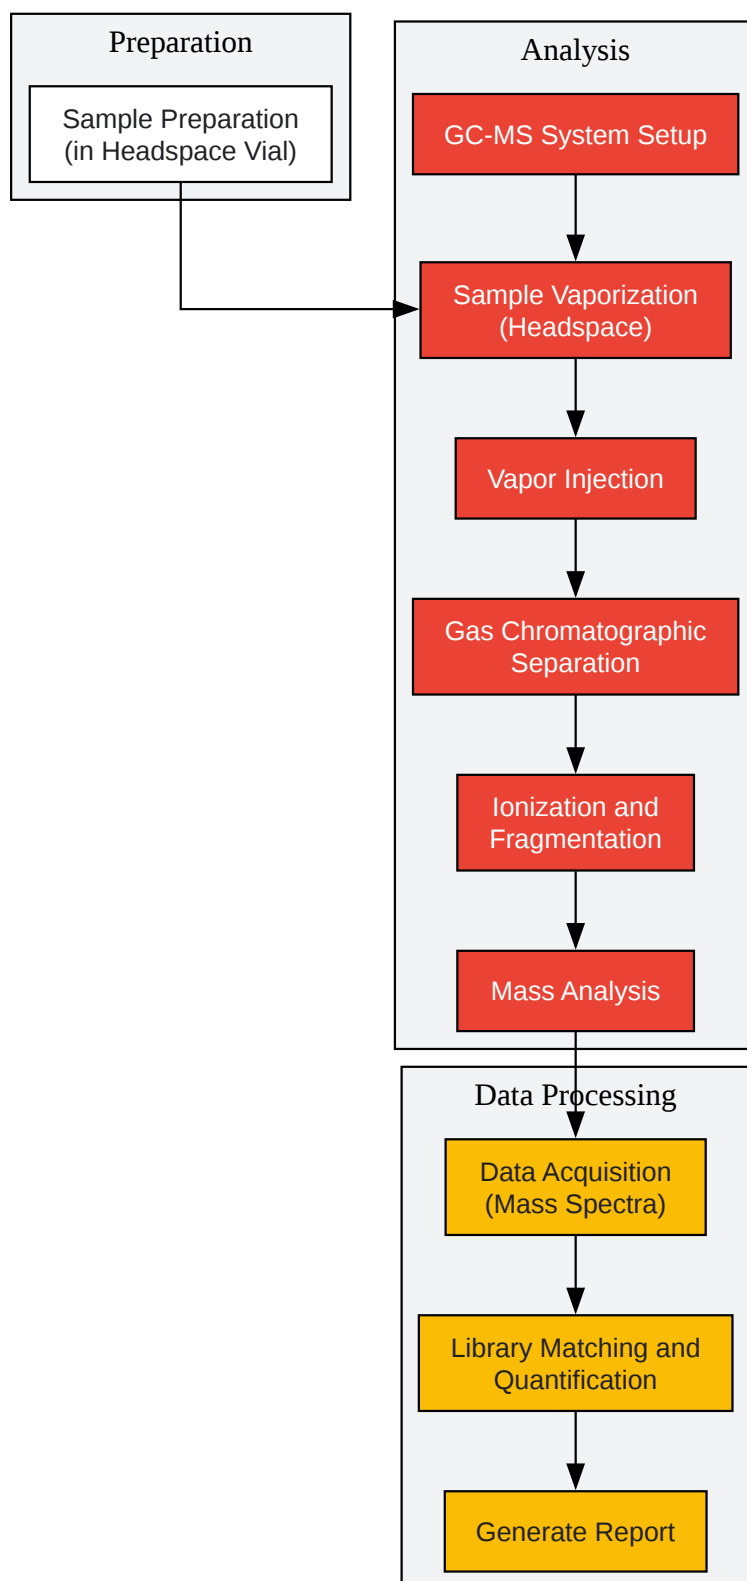 Preparation
Sample Preparation
(in Headspace Vial)
Analysis
GC-MS System Setup
Sample Vaporization
(Headspace)
Vapor Injection
Gas Chromatographic
Separation
Ionization and
Fragmentation
Mass Analysis
Data Processing
Data Acquisition
(Mass Spectra)
Library Matching and
Quantification
Generate Report